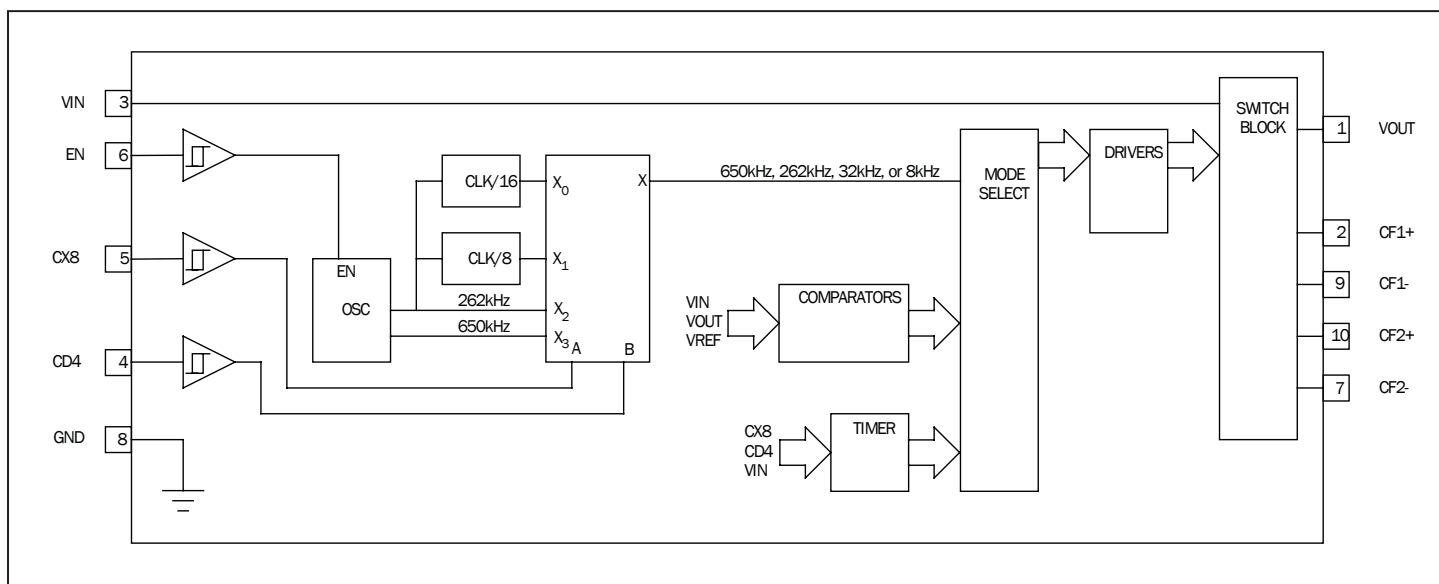 VIN 3
EN 6
CX8 5
CD4 4
GND 8
EN
OSC
CLK/16
CLK/8
262kHz
650kHz
X0
X1
X2
X3
A
B
X
650kHz, 262kHz, 32kHz, or 8kHz
VIN
VOUT
VREF
COMPARATORS
CX8
CD4
VIN
TIMER
MODE
SELECT
DRIVERS
SWITCH
BLOCK
1 VOUT
2 CF1+
9 CF1-
10 CF2+
7 CF2-